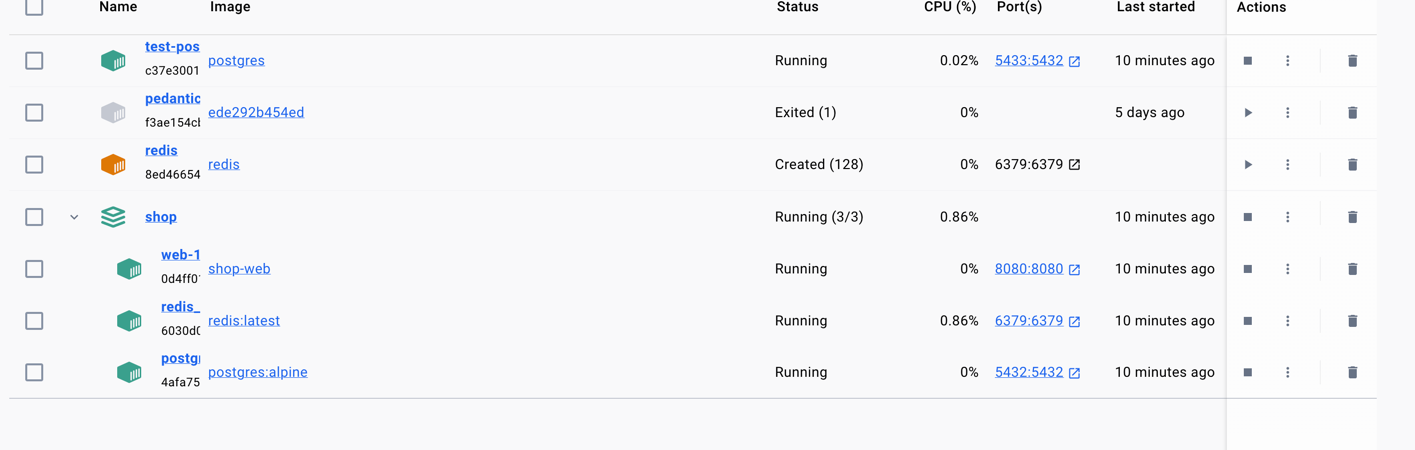 Name Image Status CPU (%) Port(s) Last started Actions
test-pos
c37e3001 postgres Running 0.02% 5433:5432 10 minutes ago
pedantic
f3ae154cb ede292b454ed Exited (1) 0% 5 days ago
redis
8ed46654 redis Created (128) 0% 6379:6379
shop Running (3/3) 0.86% 10 minutes ago
web-1
0d4ff0 shop-web Running 0% 8080:8080 10 minutes ago
redis_
6030d0 redis:latest Running 0.86% 6379:6379 10 minutes ago
postgr
4afa75 postgres:alpine Running 0% 5432:5432 10 minutes ago